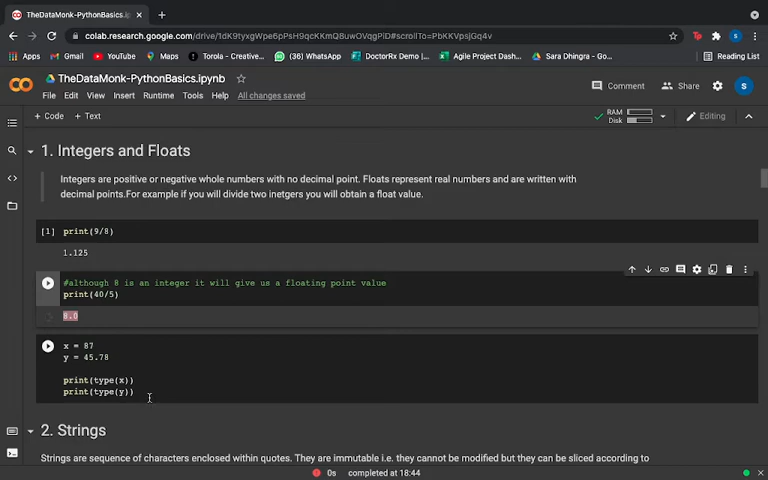 TheDataMonk-PythonBasics.ip
colab.research.google.com/drive/1dK9tyxgWpe6pPsH9qcKKmQ8uwOVqgPlD#scrollTo=PbKKVpsjGq4v
Apps Gmail YouTube Maps Torola - Creative... (36) WhatsApp DoctorRx Demo |... Agile Project Dash... Sara Dhingra - Go... Reading List
TheDataMonk-PythonBasics.ipynb
File Edit View Insert Runtime Tools Help All changes saved
Comment Share S
+ Code + Text
RAM
Disk
Editing
1. Integers and Floats
Integers are positive or negative whole numbers with no decimal point. Floats represent real numbers and are written with
decimal points.For example if you will divide two inetgers you will obtain a float value.
[1] print(9/8)
1.125
#although 8 is an integer it will give us a floating point value
print(40/5)
8.0
x = 87
y = 45.78
print(type(x))
print(type(y))
2. Strings
Strings are sequence of characters enclosed within quotes. They are immutable i.e. they cannot be modified but they can be sliced according to
0s completed at 18:44